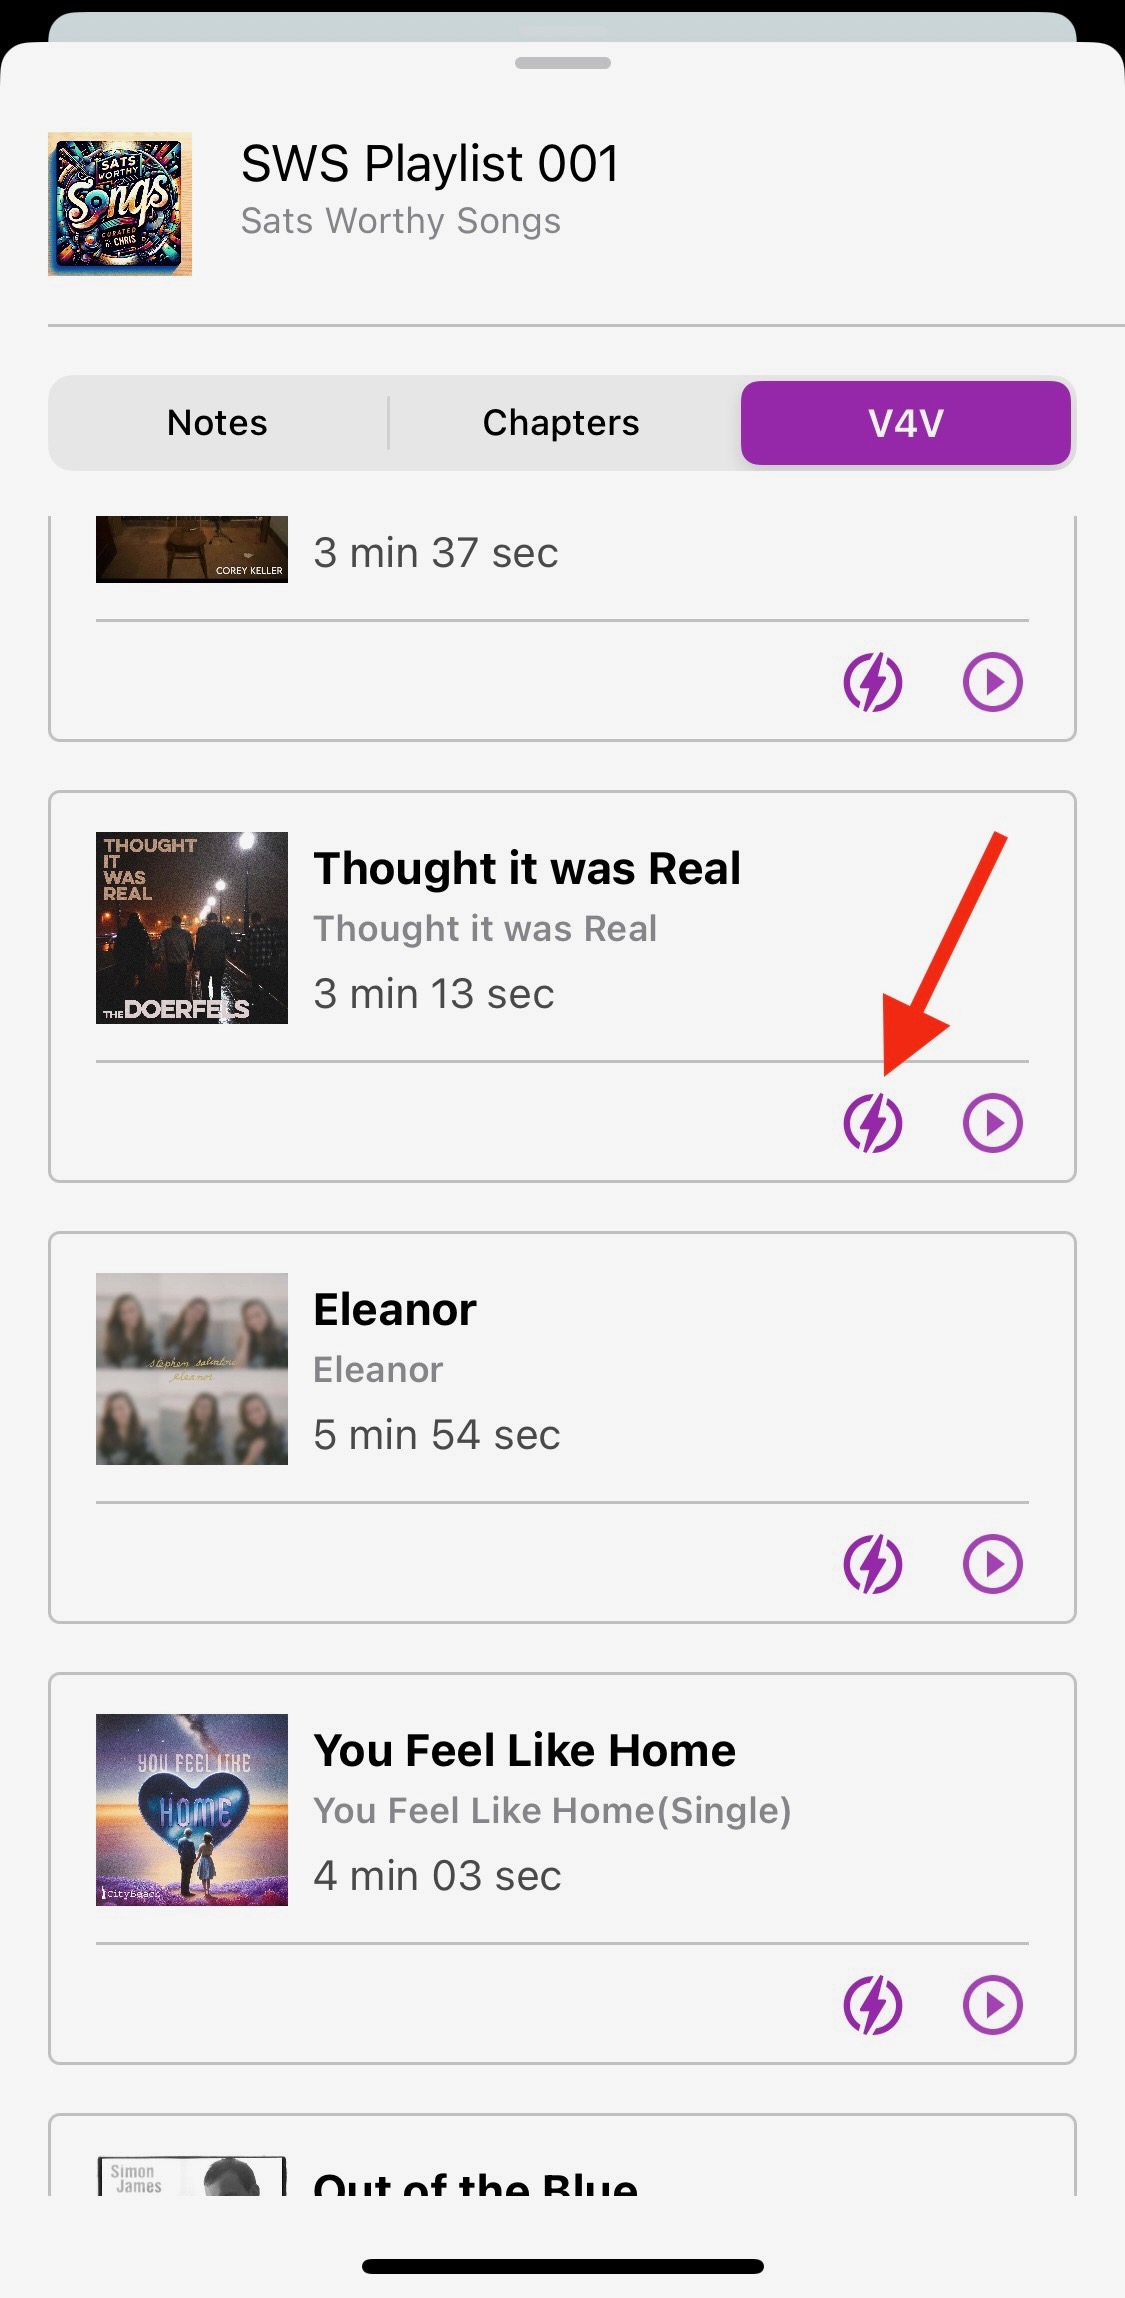 SATS
WORTHY
Songs
CURATED
BY CHRIS
SWS Playlist 001
Sats Worthy Songs
Notes
Chapters
V4V
COREY KELLER
3 min 37 sec
THOUGHT
IT
WAS
REAL
THE DOERFELS
Thought it was Real
Thought it was Real
3 min 13 sec
stephen salvatore
eleanor
Eleanor
Eleanor
5 min 54 sec
YOU FEEL LIKE
HOME
CityBeach
You Feel Like Home
You Feel Like Home(Single)
4 min 03 sec
Simon
James
Out of the Blue